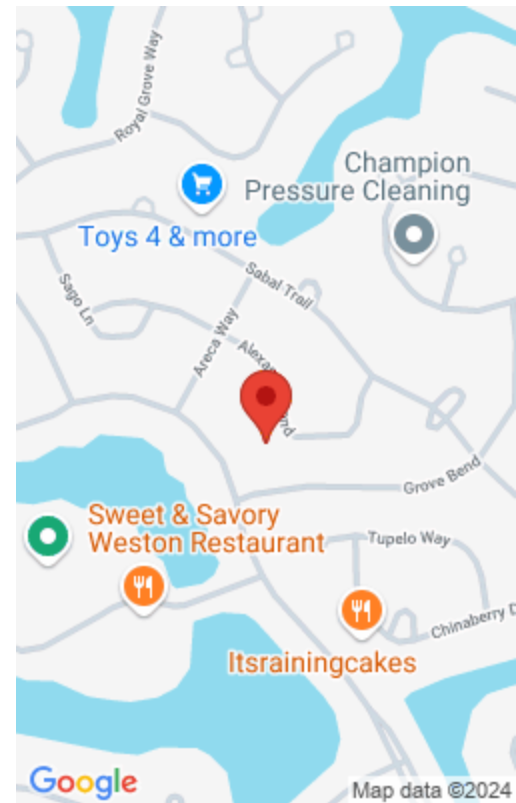 Royal Grove Way
Champion
Pressure Cleaning
Toys 4 & more
Sabal Trail
Sago Ln
Areca Way
Grove Bend
Sweet & Savory
Weston Restaurant
Tupelo Way
Chinaberry D
Itsrainingcakes
Google
Map data ©2024